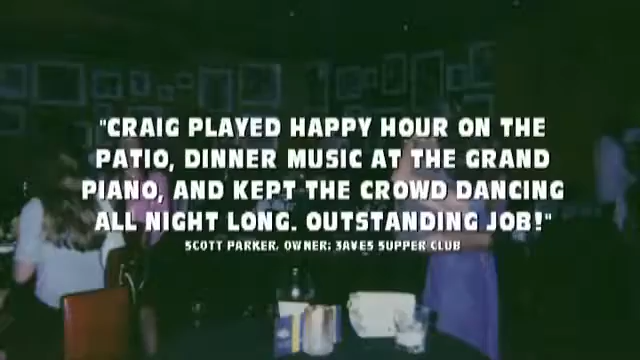 "CRAIG PLAYED HAPPY HOUR ON THE
PATIO, DINNER MUSIC AT THE GRAND
PIANO, AND KEPT THE CROWD DANCING
ALL NIGHT LONG. OUTSTANDING JOB!"
SCOTT PARKER, OWNER; 3AVES SUPPER CLUB